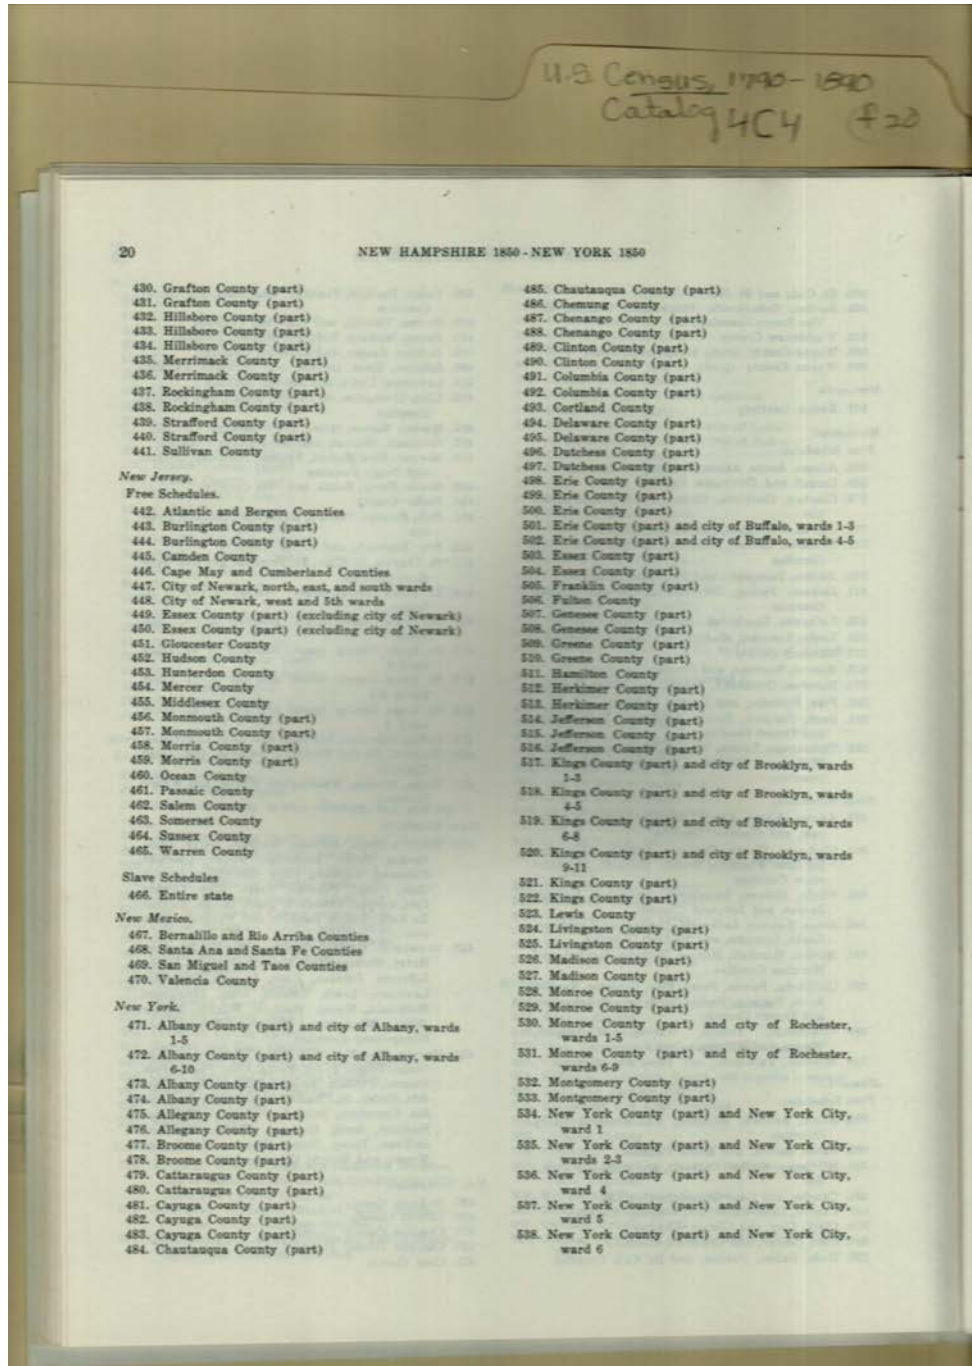 U.S. Census, 1790-1890
Catalog 4C4 f20
20
NEW HAMPSHIRE 1850 - NEW YORK 1850
430. Grafton County (part)
431. Grafton County (part)
432. Hillsboro County (part)
433. Hillsboro County (part)
434. Hillsboro County (part)
435. Merrimack County (part)
436. Merrimack County (part)
437. Rockingham County (part)
438. Rockingham County (part)
439. Strafford County (part)
440. Strafford County (part)
441. Sullivan County
New Jersey.
Free Schedules.
442. Atlantic and Bergen Counties
443. Burlington County (part)
444. Burlington County (part)
445. Camden County
446. Cape May and Cumberland Counties
447. City of Newark, north, east, and south wards
448. City of Newark, west and 5th wards
449. Essex County (part) (excluding city of Newark)
450. Essex County (part) (excluding city of Newark)
451. Gloucester County
452. Hudson County
453. Hunterdon County
454. Mercer County
455. Middlesex County
456. Monmouth County (part)
457. Monmouth County (part)
458. Morris County (part)
459. Morris County (part)
460. Ocean County
461. Passaic County
462. Salem County
463. Somerset County
464. Sussex County
465. Warren County
Slave Schedules
466. Entire state
New Mexico.
467. Bernalillo and Rio Arriba Counties
468. Santa Ana and Santa Fe Counties
469. San Miguel and Taos Counties
470. Valencia County
New York.
471. Albany County (part) and city of Albany, wards
1-5
472. Albany County (part) and city of Albany, wards
6-10
473. Albany County (part)
474. Albany County (part)
475. Allegany County (part)
476. Allegany County (part)
477. Broome County (part)
478. Broome County (part)
479. Cattaraugus County (part)
480. Cattaraugus County (part)
481. Cayuga County (part)
482. Cayuga County (part)
483. Cayuga County (part)
484. Chautauqua County (part)
485. Chautauqua County (part)
486. Chemung County
487. Chenango County (part)
488. Chenango County (part)
489. Clinton County (part)
490. Clinton County (part)
491. Columbia County (part)
492. Columbia County (part)
493. Cortland County
494. Delaware County (part)
495. Delaware County (part)
496. Dutchess County (part)
497. Dutchess County (part)
498. Erie County (part)
499. Erie County (part)
500. Erie County (part)
501. Erie County (part) and city of Buffalo, wards 1-3
502. Erie County (part) and city of Buffalo, wards 4-5
503. Essex County (part)
504. Essex County (part)
505. Franklin County (part)
506. Fulton County
507. Genesee County (part)
508. Genesee County (part)
509. Greene County (part)
510. Greene County (part)
511. Hamilton County
512. Herkimer County (part)
513. Herkimer County (part)
514. Jefferson County (part)
515. Jefferson County (part)
516. Jefferson County (part)
517. Kings County (part) and city of Brooklyn, wards
1-3
518. Kings County (part) and city of Brooklyn, wards
4-5
519. Kings County (part) and city of Brooklyn, wards
6-8
520. Kings County (part) and city of Brooklyn, wards
9-11
521. Kings County (part)
522. Kings County (part)
523. Lewis County
524. Livingston County (part)
525. Livingston County (part)
526. Madison County (part)
527. Madison County (part)
528. Monroe County (part)
529. Monroe County (part)
530. Monroe County (part) and city of Rochester,
wards 1-5
531. Monroe County (part) and city of Rochester,
wards 6-9
532. Montgomery County (part)
533. Montgomery County (part)
534. New York County (part) and New York City,
ward 1
535. New York County (part) and New York City,
wards 2-3
536. New York County (part) and New York City,
ward 4
537. New York County (part) and New York City,
ward 5
538. New York County (part) and New York City,
ward 6